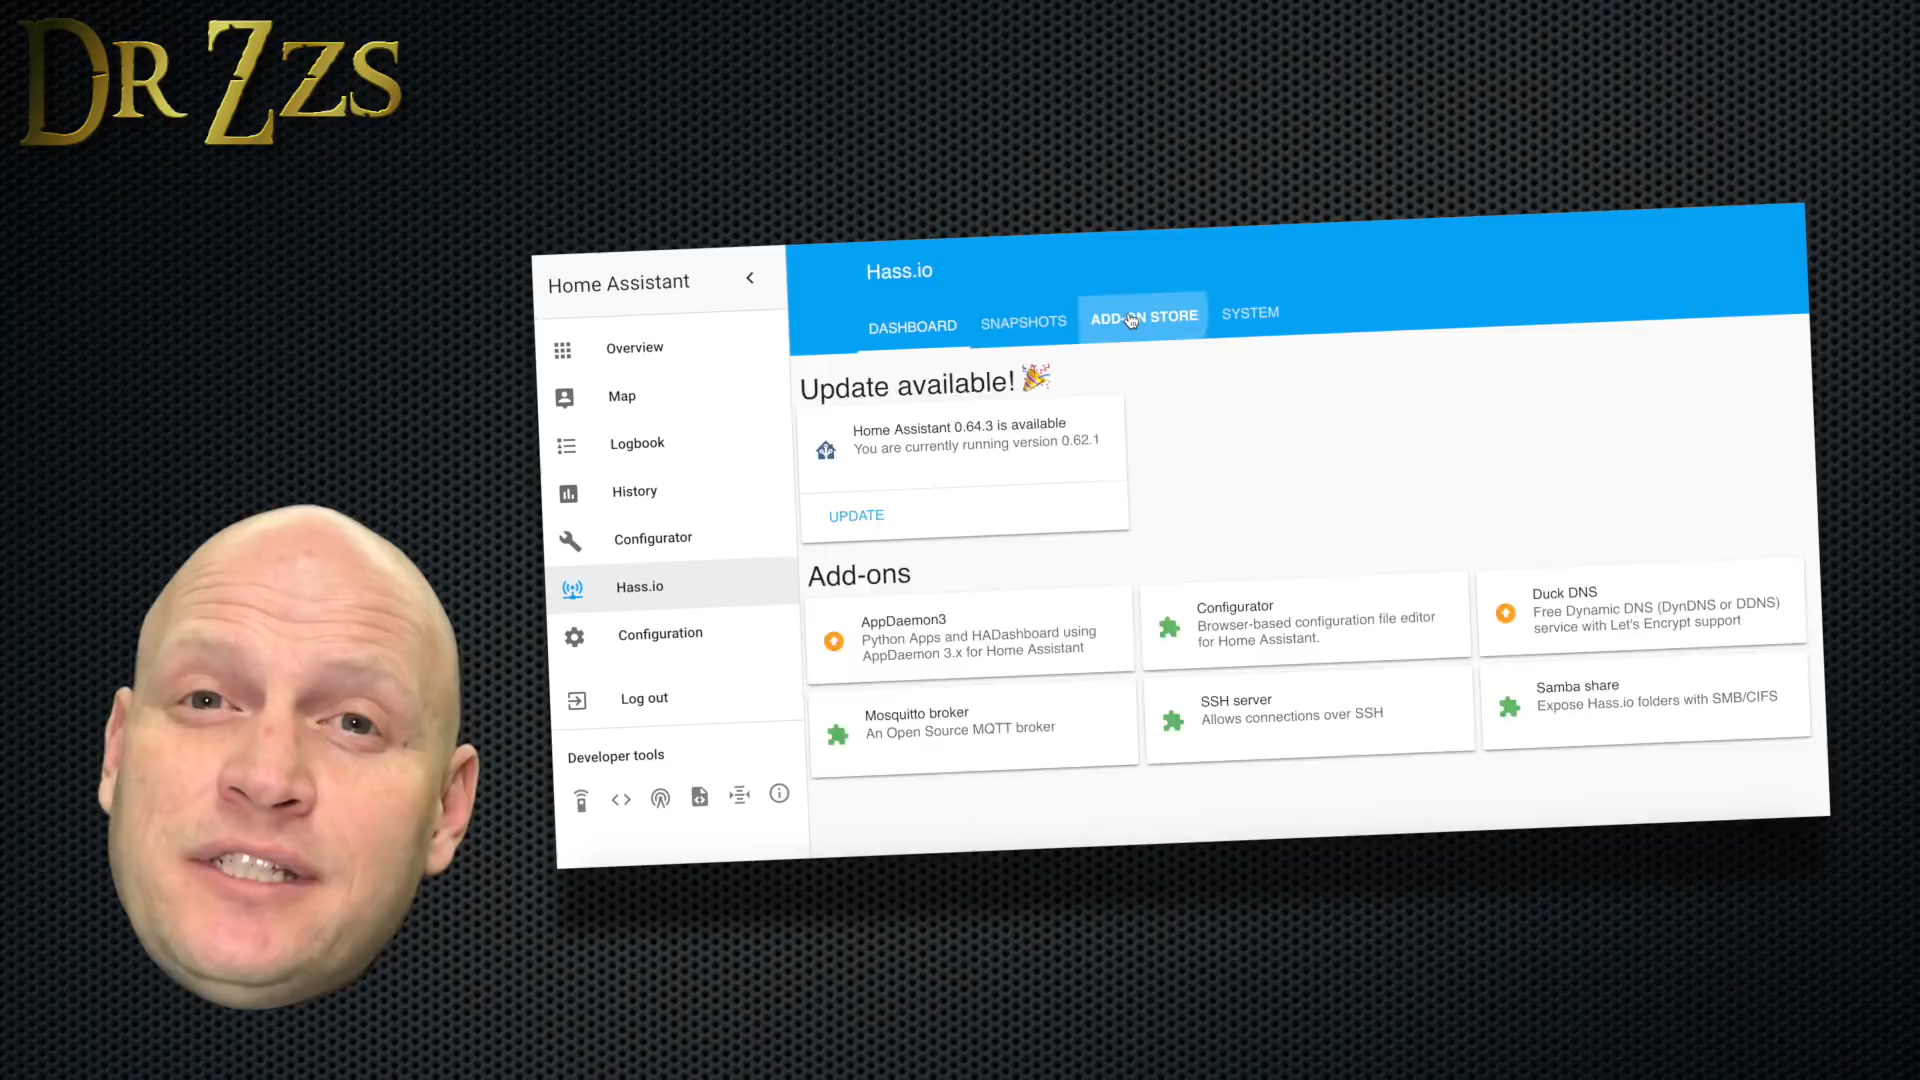 DR ZZS
Home Assistant
Overview
Map
Logbook
History
Configurator
Hass.io
Configuration
Log out
Developer tools
Hass.io
DASHBOARD
SNAPSHOTS
ADD-ON STORE
SYSTEM
Update available!
Home Assistant 0.64.3 is available
You are currently running version 0.62.1
UPDATE
Add-ons
AppDaemon3
Python Apps and HADashboard using
AppDaemon 3.x for Home Assistant
Configurator
Browser-based configuration file editor
for Home Assistant.
Duck DNS
Free Dynamic DNS (DynDNS or DDNS)
service with Let's Encrypt support
Mosquitto broker
An Open Source MQTT broker
SSH server
Allows connections over SSH
Samba share
Expose Hass.io folders with SMB/CIFS